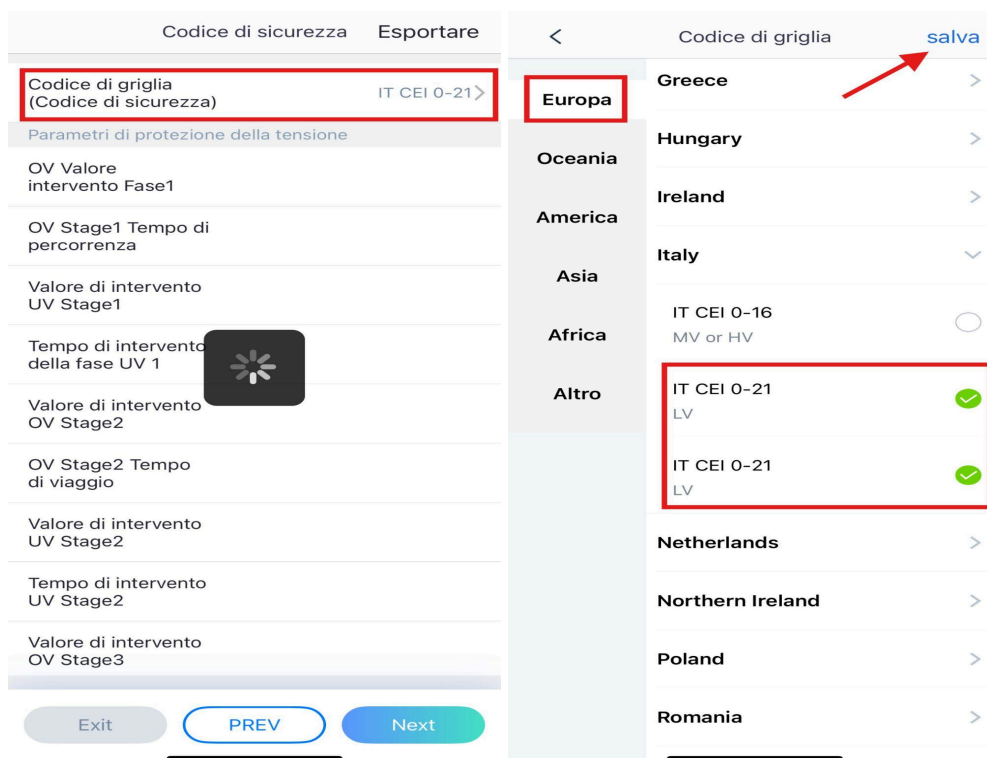 Codice di sicurezza
Esportare
Codice di griglia
(Codice di sicurezza)
IT CEI 0-21
Parametri di protezione della tensione
OV Valore
intervento Fase1
OV Stage1 Tempo di
percorrenza
Valore di intervento
UV Stage1
Tempo di intervento
della fase UV 1
Valore di intervento
OV Stage2
OV Stage2 Tempo
di viaggio
Valore di intervento
UV Stage2
Tempo di intervento
UV Stage2
Valore di intervento
OV Stage3
Exit
PREV
Next
Codice di griglia
salva
Europa
Oceania
America
Asia
Africa
Altro
Greece
Hungary
Ireland
Italy
IT CEI 0-16
MV or HV
IT CEI 0-21
LV
IT CEI 0-21
LV
Netherlands
Northern Ireland
Poland
Romania